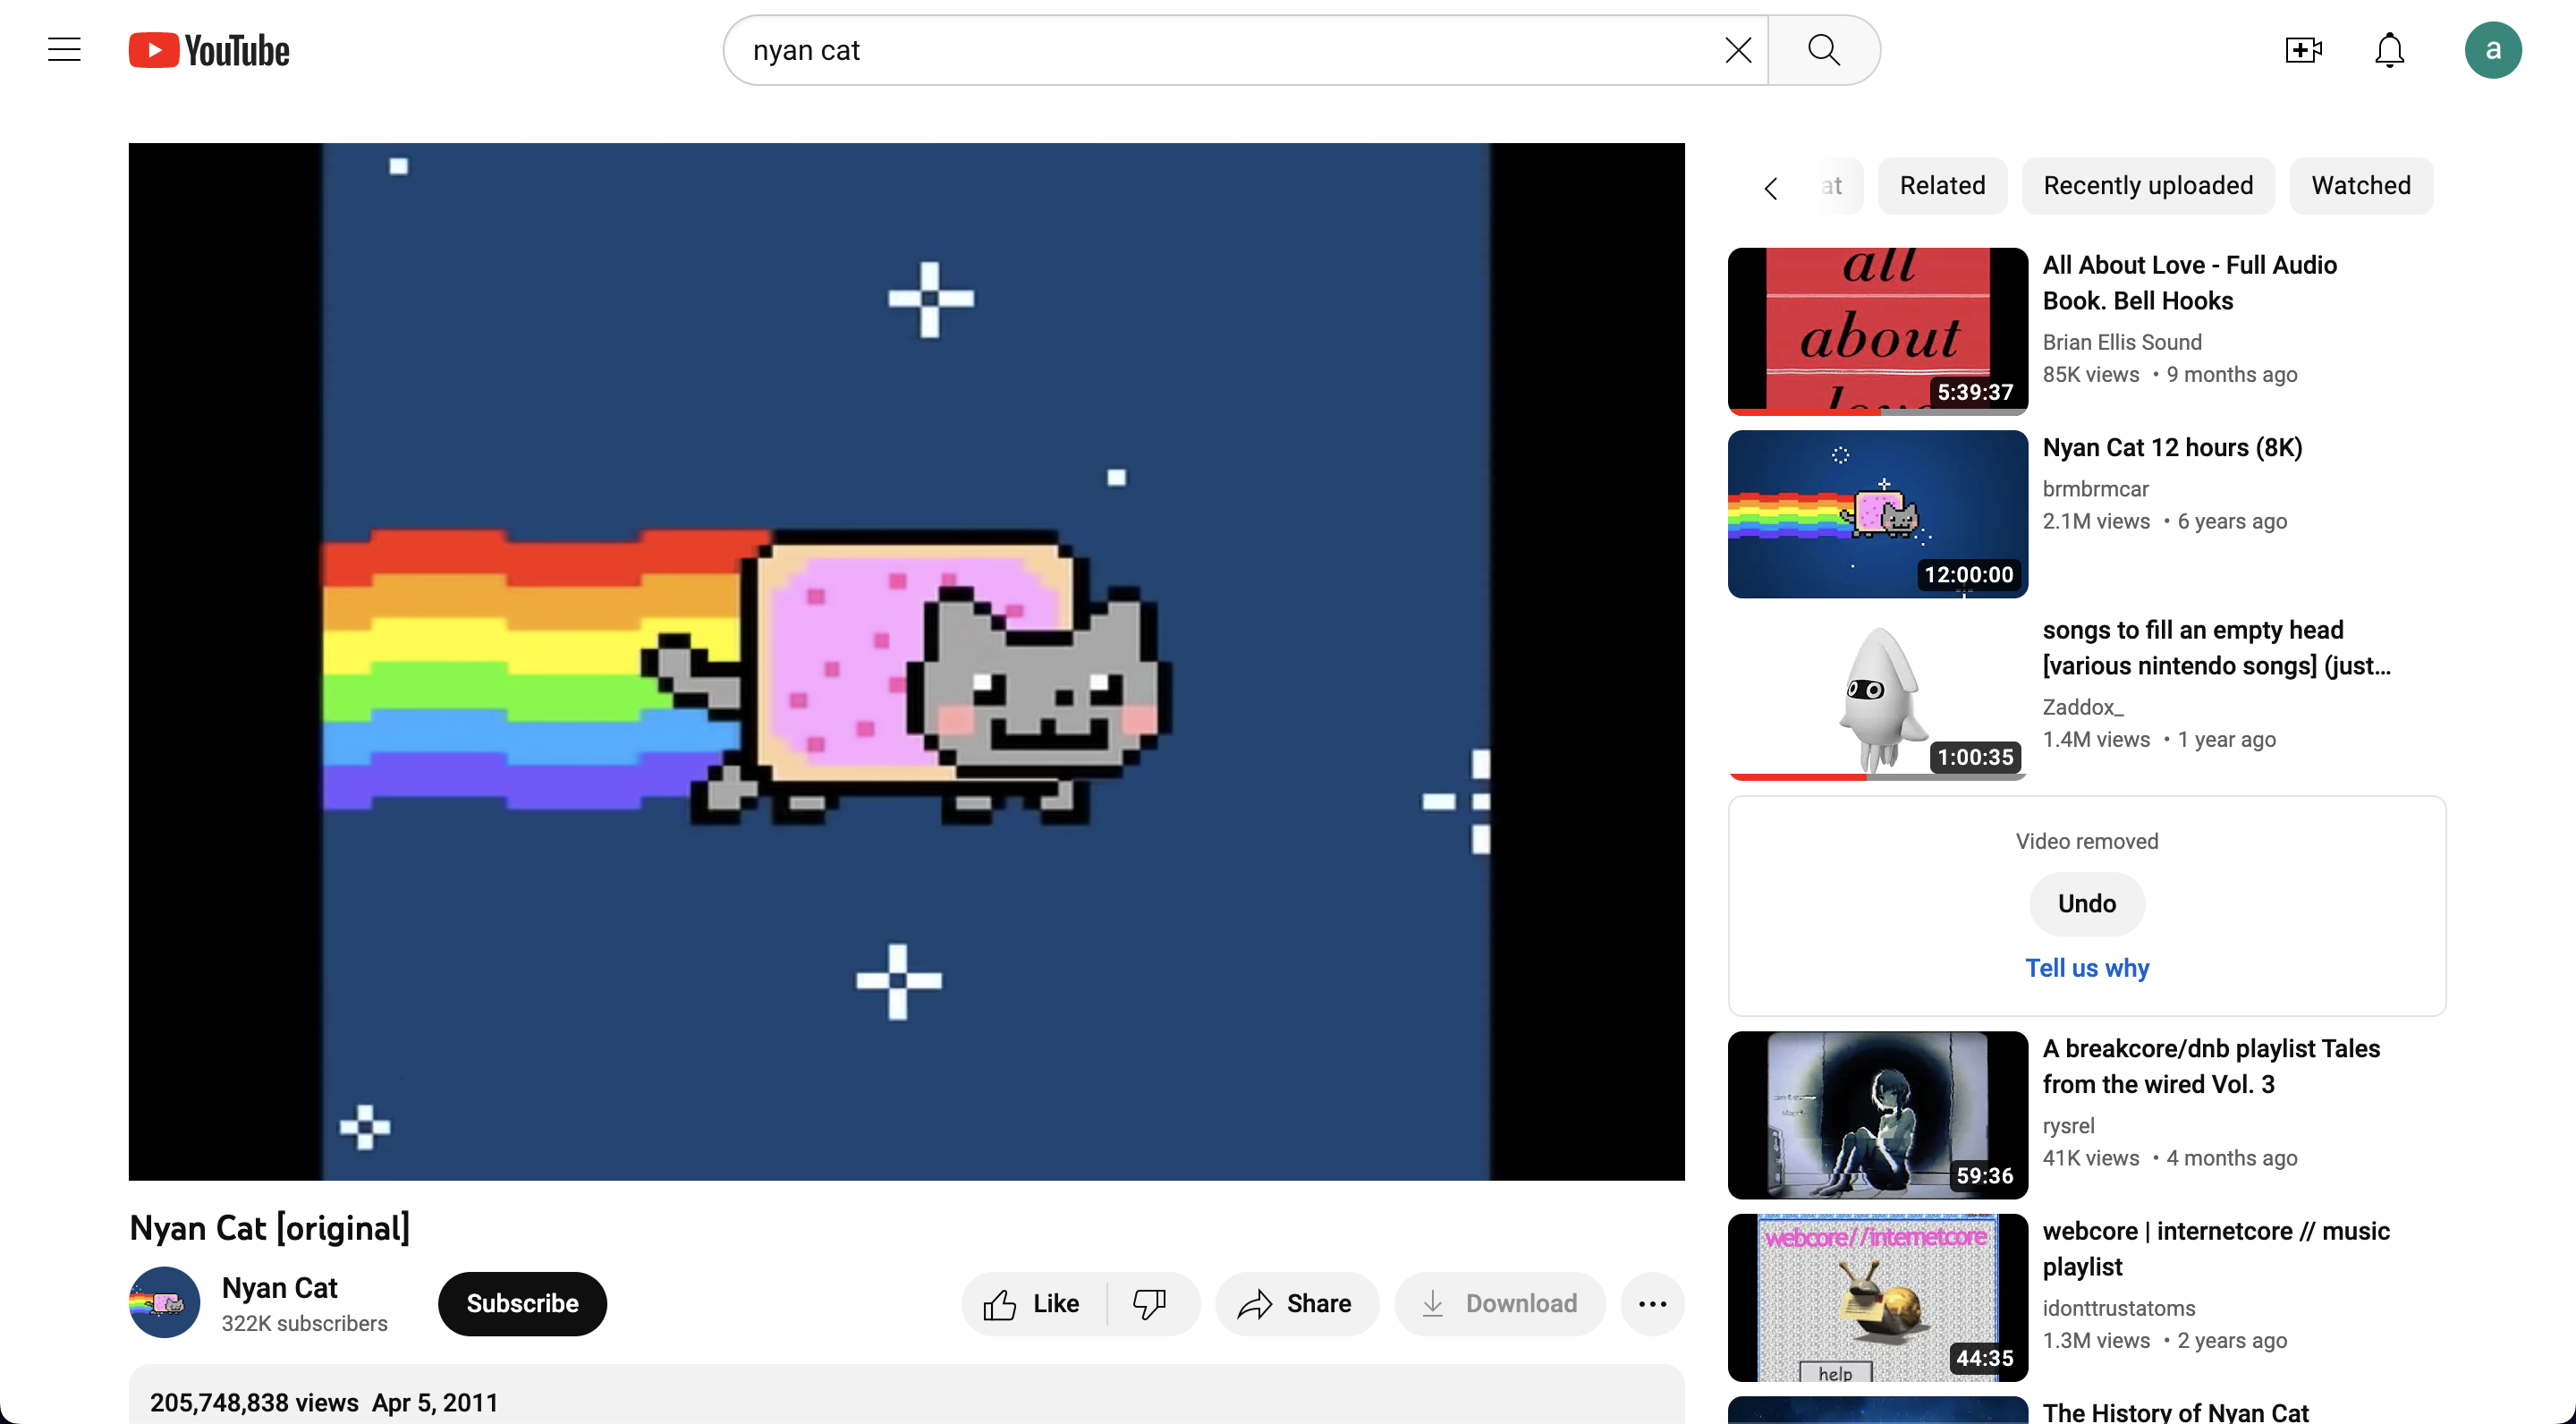 YouTube
nyan cat
a
at
Related
Recently uploaded
Watched
all
about
love
5:39:37
All About Love - Full Audio
Book. Bell Hooks
Brian Ellis Sound
85K views • 9 months ago
12:00:00
Nyan Cat 12 hours (8K)
brmbrmcar
2.1M views • 6 years ago
1:00:35
songs to fill an empty head
[various nintendo songs] (just...
Zaddox_
1.4M views • 1 year ago
Video removed
Undo
Tell us why
59:36
A breakcore/dnb playlist Tales
from the wired Vol. 3
rysrel
41K views • 4 months ago
webcore//internetcore
help
44:35
webcore | internetcore // music
playlist
idonttrustatoms
1.3M views • 2 years ago
The History of Nyan Cat
Nyan Cat [original]
Nyan Cat
322K subscribers
Subscribe
Like
Share
Download
205,748,838 views Apr 5, 2011